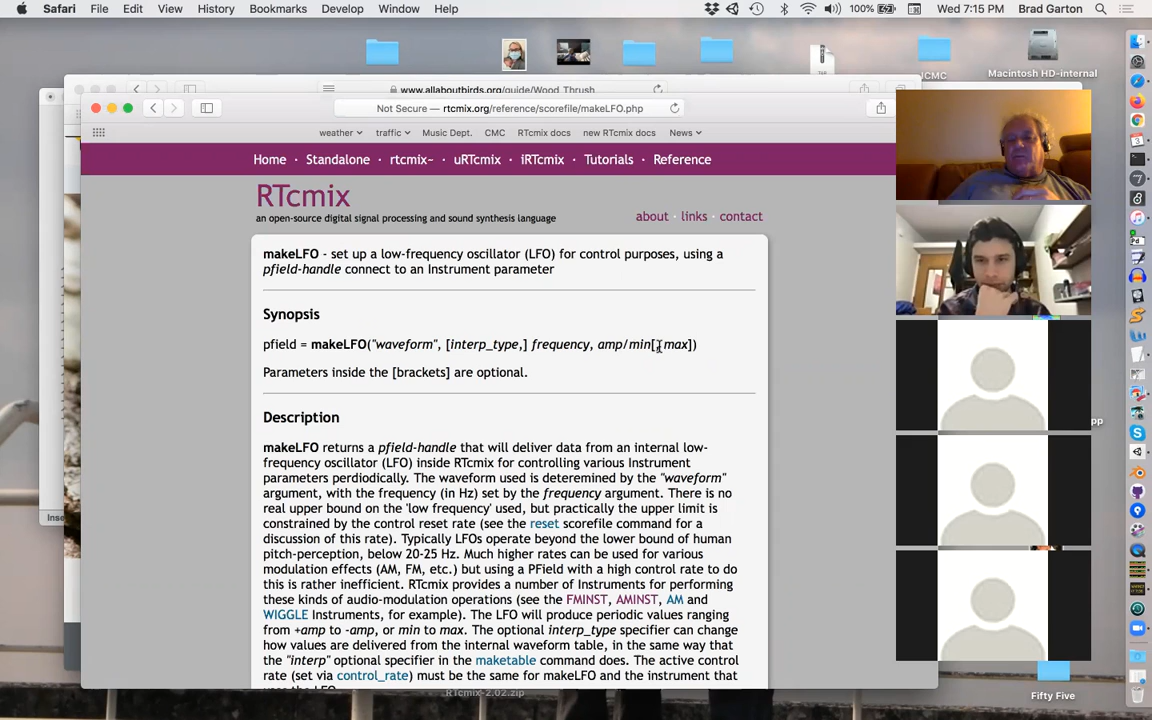 Safari File Edit View History Bookmarks Develop Window Help 100% Wed 7:15 PM Brad Garton
JCMC
Macintosh HD-internal
www.allaboutbirds.org/guide/Wood_Thrush
Not Secure — rtcmix.org/reference/scorefile/makeLFO.php
weather traffic Music Dept. CMC RTcmix docs new RTcmix docs News
Home · Standalone · rtcmix~ · uRTcmix · iRTcmix · Tutorials · Reference
RTcmix
an open-source digital signal processing and sound synthesis language
about · links · contact
makeLFO - set up a low-frequency oscillator (LFO) for control purposes, using a
pfield-handle connect to an Instrument parameter
Synopsis
pfield = makeLFO("waveform", [interp_type,] frequency, amp/min[, max])
Parameters inside the [brackets] are optional.
Description
makeLFO returns a pfield-handle that will deliver data from an internal low-
frequency oscillator (LFO) inside RTcmix for controlling various Instrument
parameters perdiodically. The waveform used is deteremined by the "waveform"
argument, with the frequency (in Hz) set by the frequency argument. There is no
real upper bound on the 'low frequency' used, but practically the upper limit is
constrained by the control reset rate (see the reset scorefile command for a
discussion of this rate). Typically LFOs operate beyond the lower bound of human
pitch-perception, below 20-25 Hz. Much higher rates can be used for various
modulation effects (AM, FM, etc.) but using a PField with a high control rate to do
this is rather inefficient. RTcmix provides a number of Instruments for performing
these kinds of audio-modulation operations (see the FMINST, AMINST, AM and
WIGGLE Instruments, for example). The LFO will produce periodic values ranging
from +amp to -amp, or min to max. The optional interp_type specifier can change
how values are delivered from the internal waveform table, in the same way that
the "interp" optional specifier in the maketable command does. The active control
rate (set via control_rate) must be the same for makeLFO and the instrument that
Inse
pp
RTcmix-2.02.zip
Fifty Five